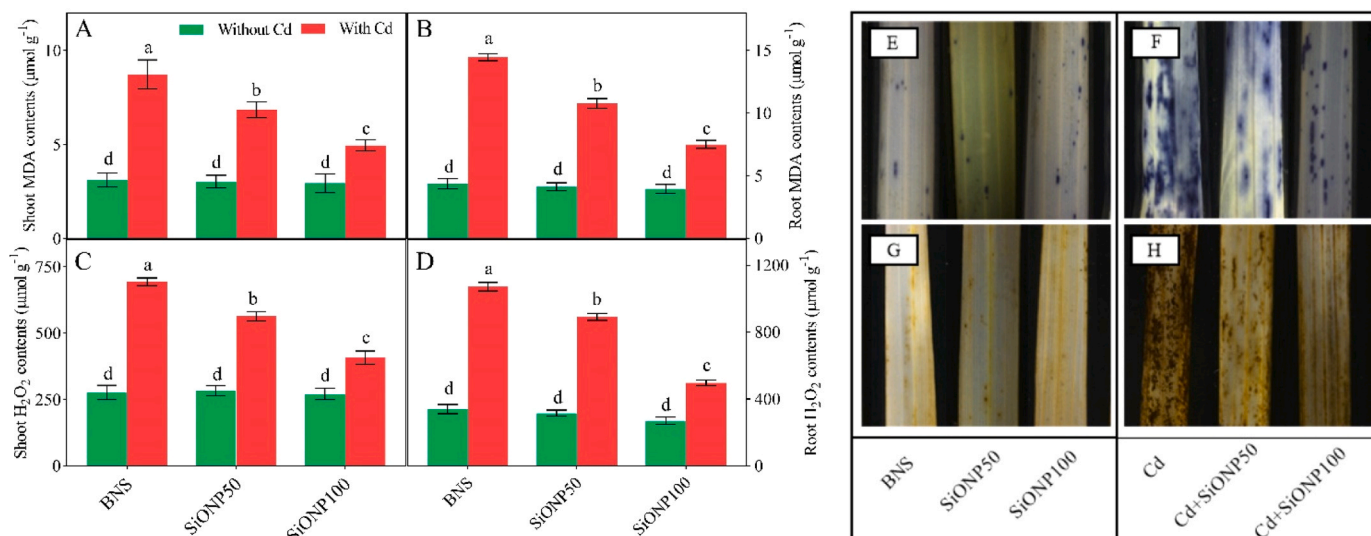 A
Without Cd
With Cd
B
Shoot MDA contents (μmol g⁻¹)
10
5
0
a
b
c
d
d
d
a
b
c
d
d
d
15
10
5
0
Root MDA contents (μmol g⁻¹)
C
D
Shoot H₂O₂ contents (μmol g⁻¹)
750
500
250
0
a
b
c
d
d
d
a
b
c
d
d
d
1200
900
400
0
Root H₂O₂ contents (μmol g⁻¹)
BNS
SiONP50
SiONP100
BNS
SiONP50
SiONP100
E
F
G
H
BNS
SiONP50
SiONP100
Cd
Cd+SiONP50
Cd+SiONP100